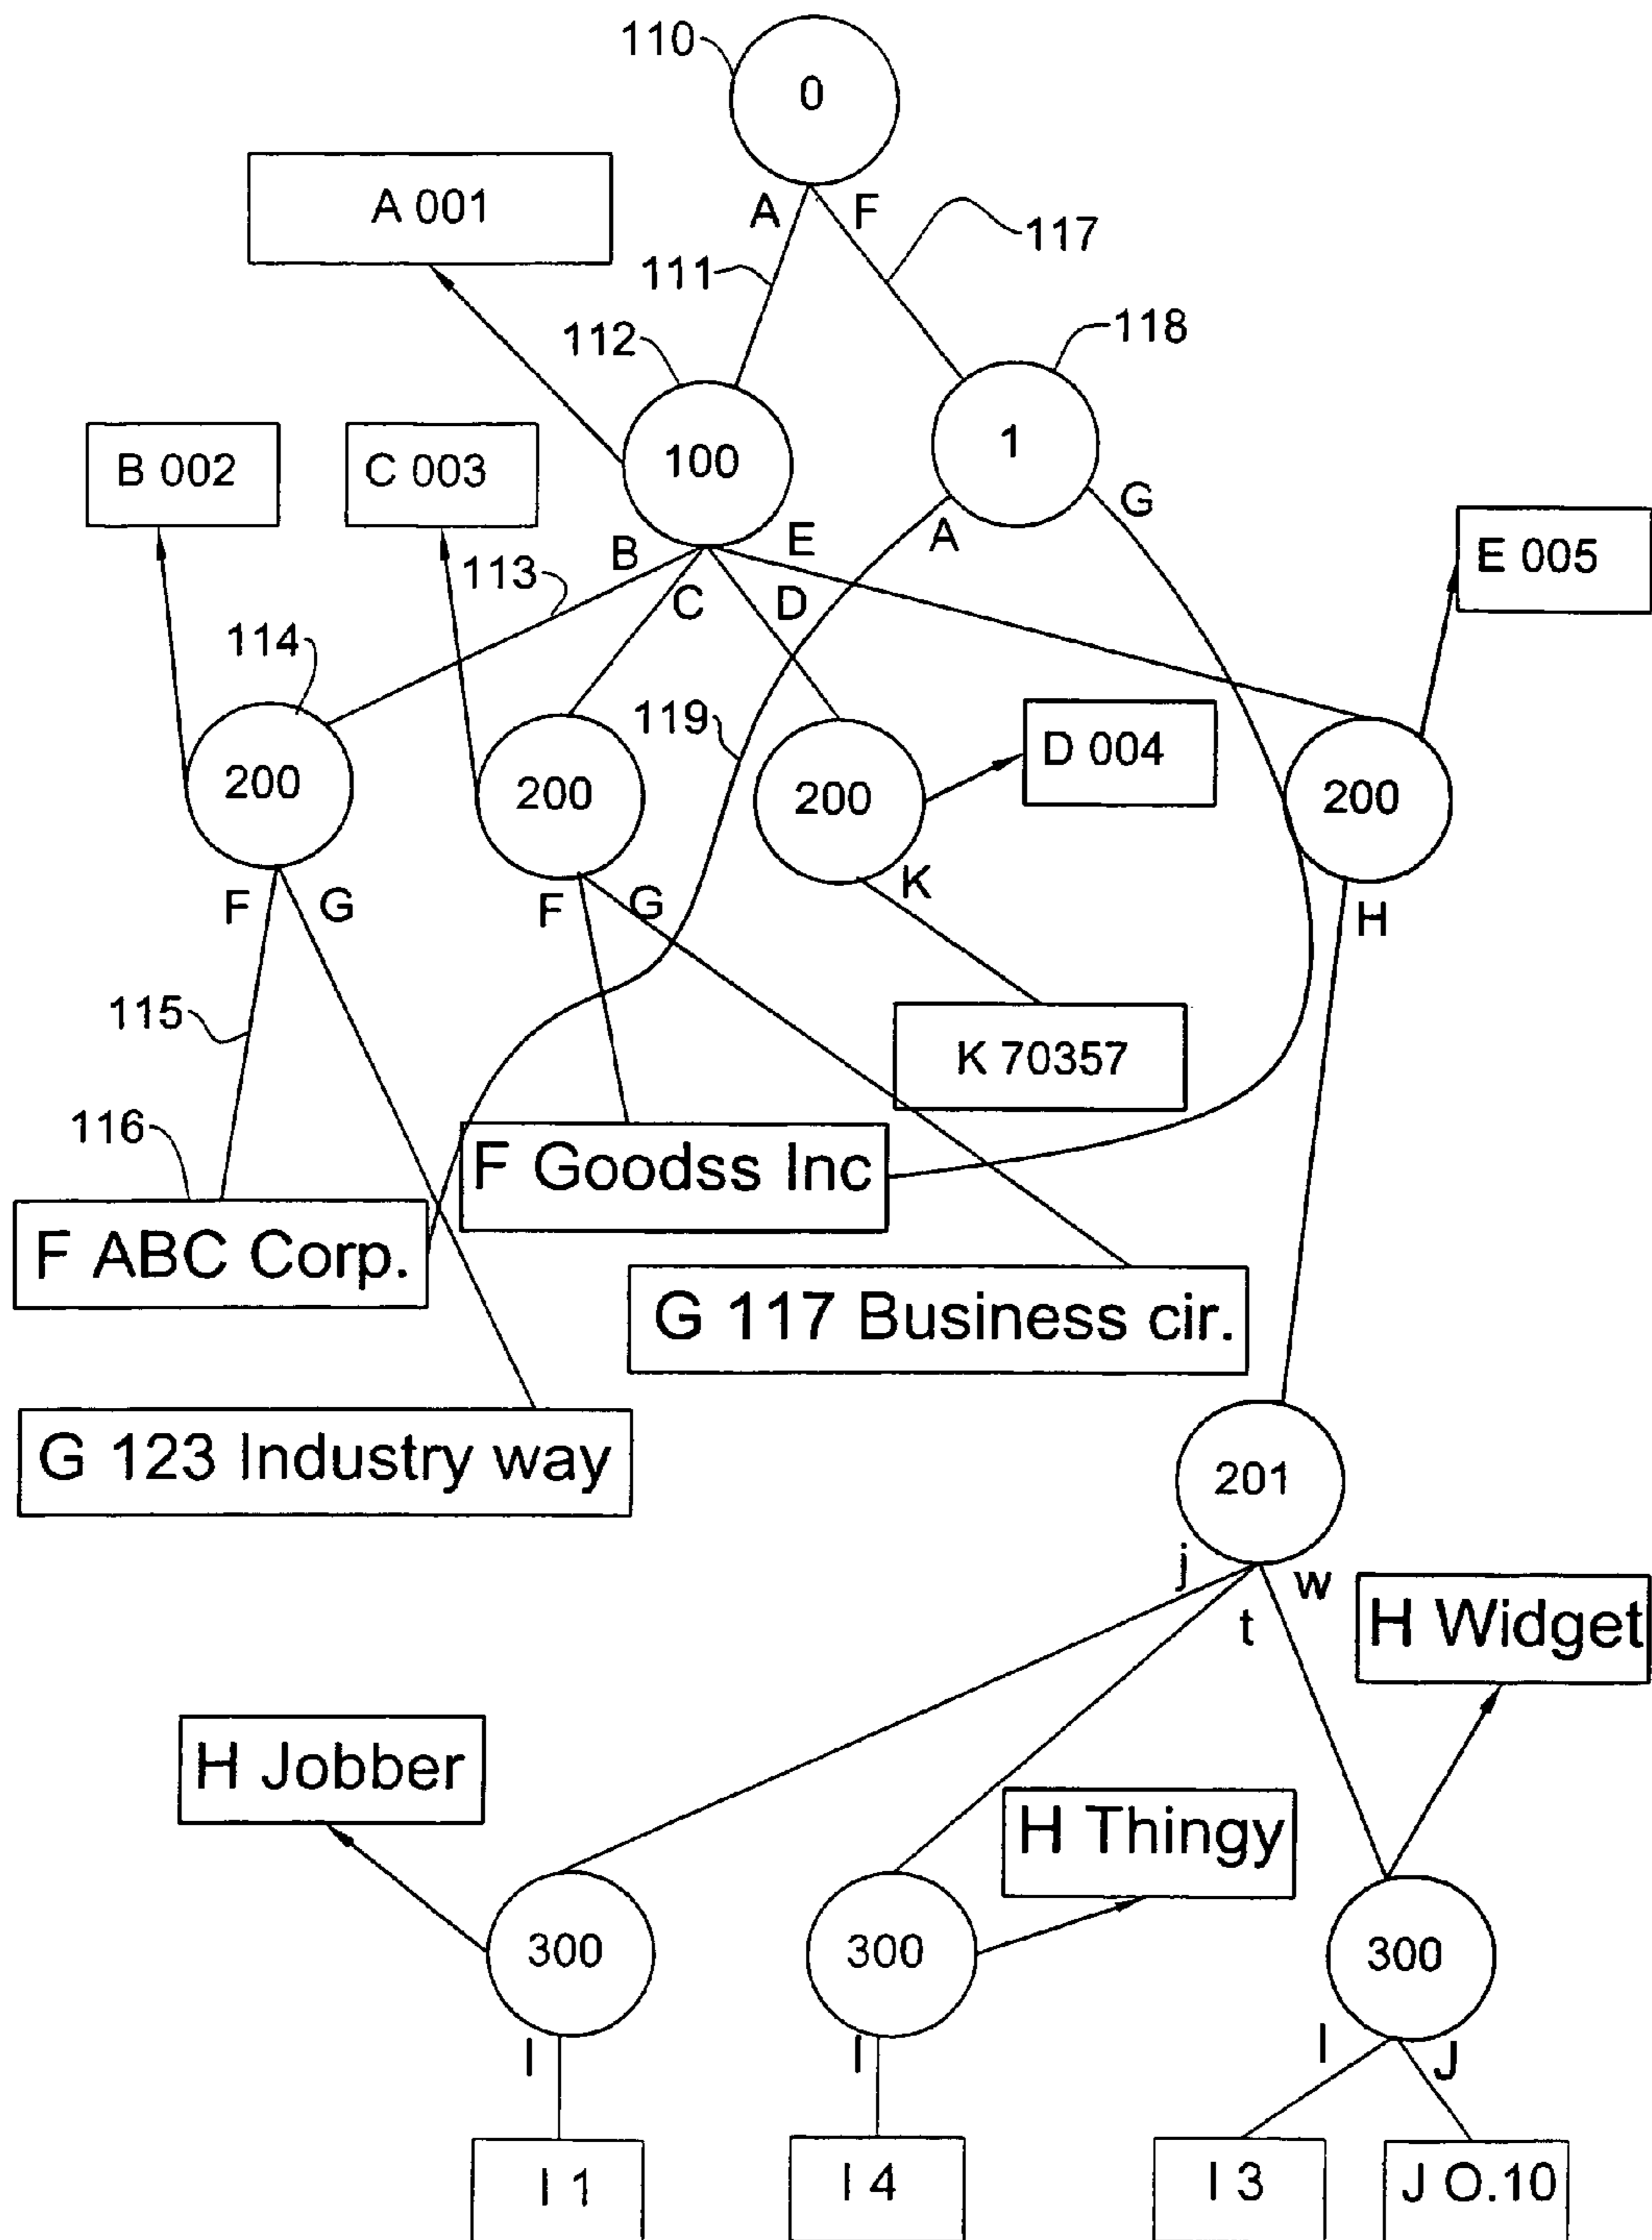 110
0
A 001
A
F
117
111
112
118
100
1
B 002
C 003
G
B
E
A
E 005
113
C
D
114
119
D 004
200
200
200
200
K
F
G
F
G
H
115
K 70357
116
F Goodss Inc
F ABC Corp.
G 117 Business cir.
G 123 Industry way
201
j
w
t
H Widget
H Jobber
H Thingy
300
300
300
I
I
I
J
I 1
I 4
I 3
J O.10